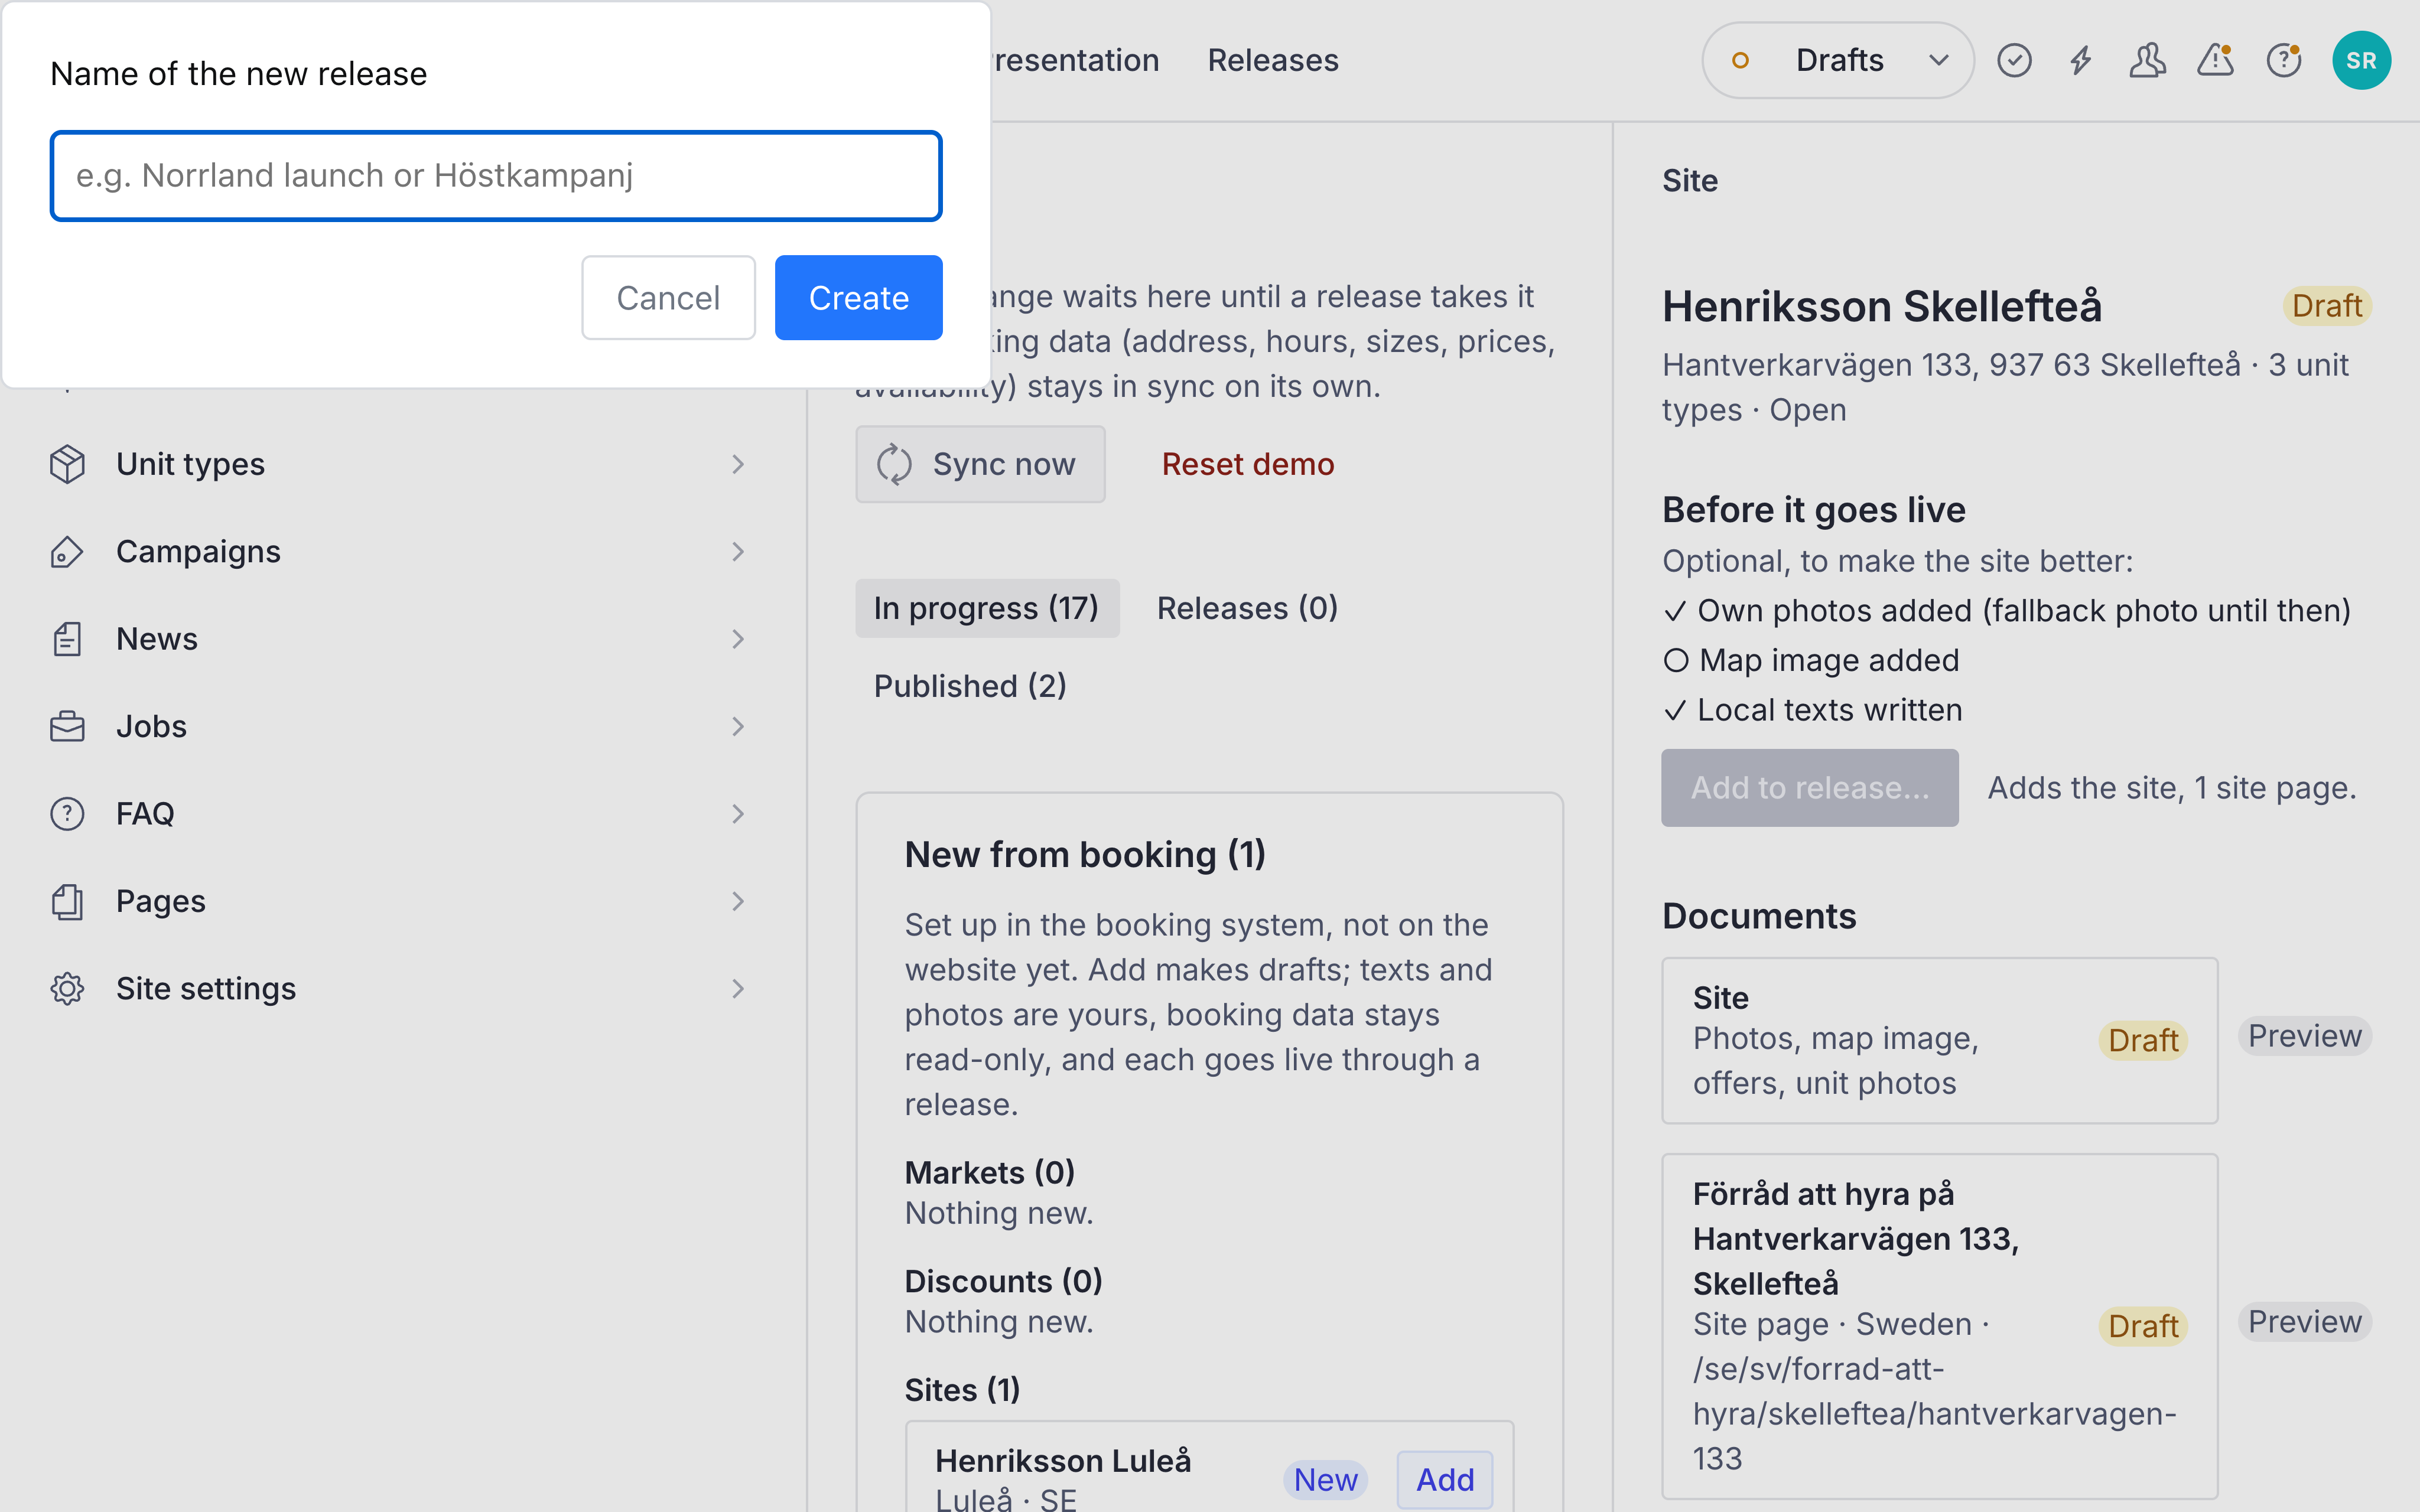 Name of the new release
e.g. Norrland launch or Höstkampanj
Cancel
Create
Releases
Drafts
SR
Unit types
Campaigns
News
Jobs
FAQ
Pages
Site settings
waits here until a release takes it
data (address, hours, sizes, prices,
availability) stays in sync on its own.
Sync now
Reset demo
In progress (17)
Releases (0)
Published (2)
New from booking (1)
Set up in the booking system, not on the
website yet. Add makes drafts; texts and
photos are yours, booking data stays
read-only, and each goes live through a
release.
Markets (0)
Nothing new.
Discounts (0)
Nothing new.
Sites (1)
Henriksson Luleå
Luleå · SE
New
Add
Site
Henriksson Skellefteå
Draft
Hantverkarvägen 133, 937 63 Skellefteå · 3 unit
types · Open
Before it goes live
Optional, to make the site better:
✓ Own photos added (fallback photo until then)
○ Map image added
✓ Local texts written
Add to release...
Adds the site, 1 site page.
Documents
Site
Photos, map image,
offers, unit photos
Draft
Preview
Förråd att hyra på
Hantverkarvägen 133,
Skellefteå
Site page · Sweden ·
/se/sv/forrad-att-
hyra/skelleftea/hantverkarvagen-
133
Draft
Preview